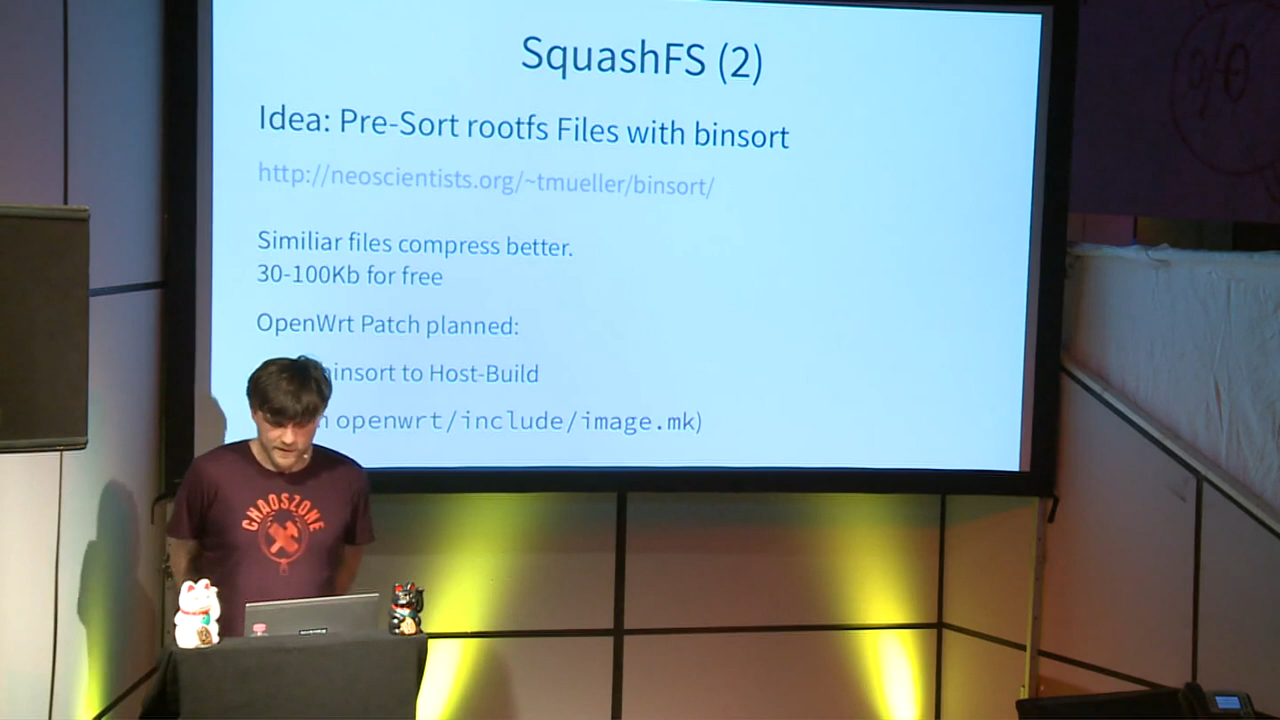 SquashFS (2)
Idea: Pre-Sort rootfs Files with binsort
http://neoscientists.org/~tmueller/binsort/
Similiar files compress better.
30-100Kb for free
OpenWrt Patch planned:
to Host-Build
openwrt/include/image.mk)
CHAOSZONE